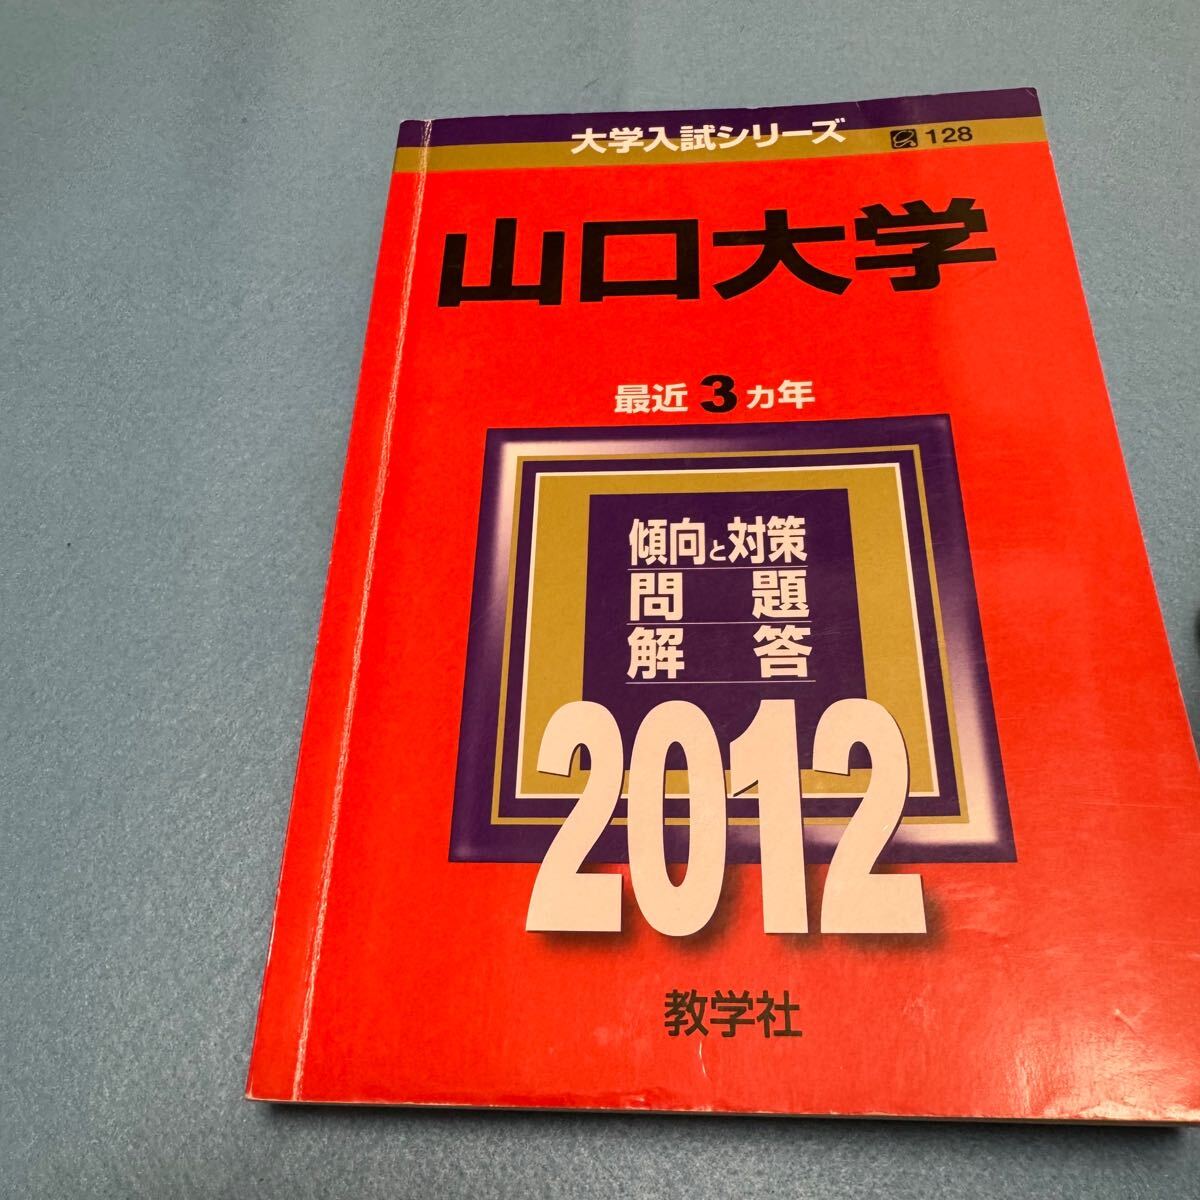 大学入試シリーズ 128
山口大学
最近 3 ヵ年
傾向と対策
問題
解答
2012
教学社